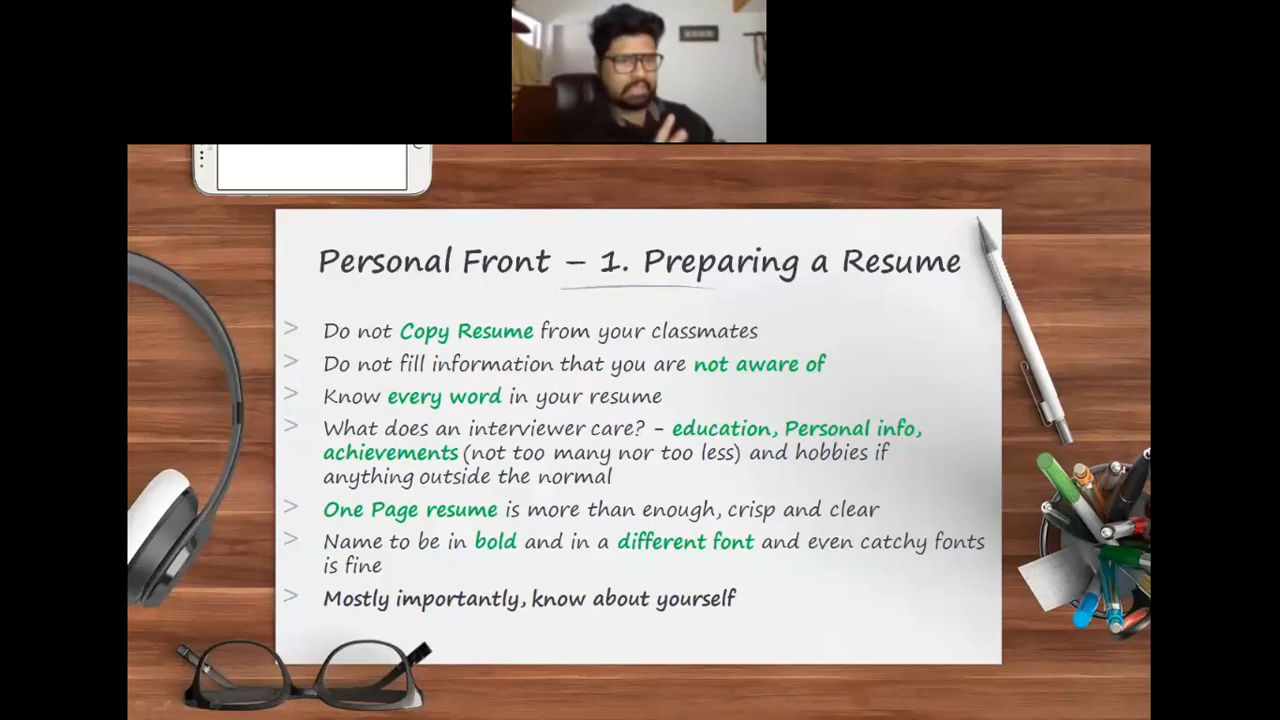 Personal Front – 1. Preparing a Resume
> Do not Copy Resume from your classmates
> Do not fill information that you are not aware of
> Know every word in your resume
> What does an interviewer care? - education, Personal info,
achievements (not too many nor too less) and hobbies if
anything outside the normal
> One Page resume is more than enough, crisp and clear
> Name to be in bold and in a different font and even catchy fonts
is fine
> Mostly importantly, know about yourself